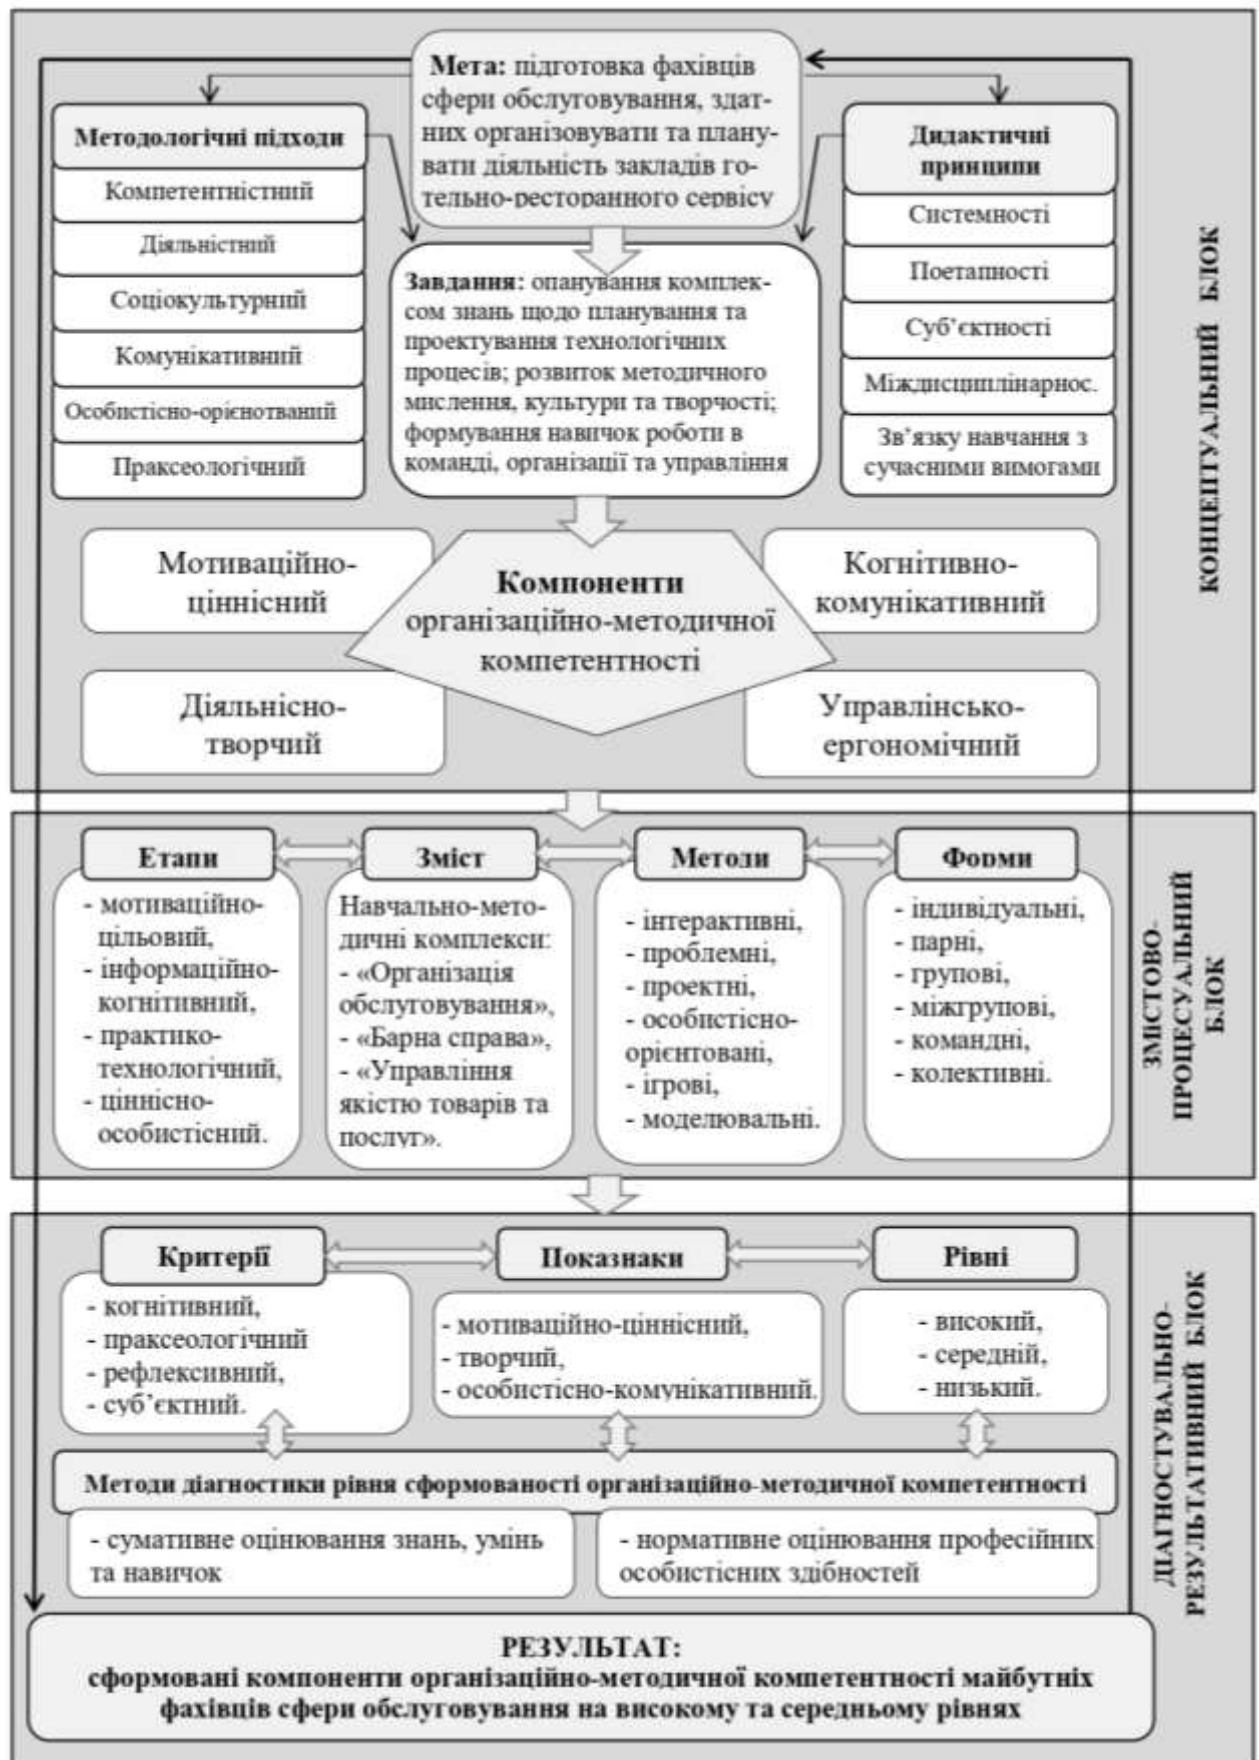 Мета: підготовка фахівців
сфери обслуговування, здат-
них організовувати та плану-
вати діяльність закладів го-
тельно-ресторанного сервісу
Методологічні підходи
Компетентністний
Діяльністний
Соціокультурний
Комунікативний
Особистісно-орієнотваний
Праксеологічний
Дидактичні
принципи
Системності
Поетапності
Суб’єктності
Міждисциплінарнос.
Зв’язку навчання з
сучасними вимогами
Завдання: опанування комплек-
сом знань щодо планування та
проектування технологічних
процесів; розвиток методичного
мислення, культури та творчості;
формування навичок роботи в
команді, організації та управління
Мотиваційно-
ціннісний
Когнітивно-
комунікативний
Компоненти
організаційно-методичної
компетентності
Діяльнісно-
творчий
Управлінсько-
ергономічний
КОНЦЕПТУАЛЬНИЙ БЛОК
Етапи
- мотиваційно-
цільовий,
- інформаційно-
когнітивний,
- практико-
технологічний,
- ціннісно-
особистісний.
Зміст
Навчально-мето-
дичні комплекси:
- «Організація
обслуговування»,
- «Барна справа»,
- «Управління
якістю товарів та
послуг».
Методи
- інтерактивні,
- проблемні,
- проектні,
- особистісно-
орієнтовані,
- ігрові,
- моделювальні.
Форми
- індивідуальні,
- парні,
- групові,
- міжгрупові,
- командні,
- колективні.
ЗМІСТОВО-
ПРОЦЕСУАЛЬНИЙ
БЛОК
Критерії
- когнітивний,
- праксеологічний
- рефлексивний,
- суб’єктний.
Показнаки
- мотиваційно-ціннісний,
- творчий,
- особистісно-комунікативний.
Рівні
- високий,
- середній,
- низький.
Методи діагностики рівня сформованості організаційно-методичної компетентності
- сумативне оцінювання знань, умінь
та навичок
- нормативне оцінювання професійних
особистісних здібностей
ДІАГНОСТУВАЛЬНО-
РЕЗУЛЬТАТИВНИЙ БЛОК
РЕЗУЛЬТАТ:
сформовані компоненти організаційно-методичної компетентності майбутніх
фахівців сфери обслуговування на високому та середньому рівнях